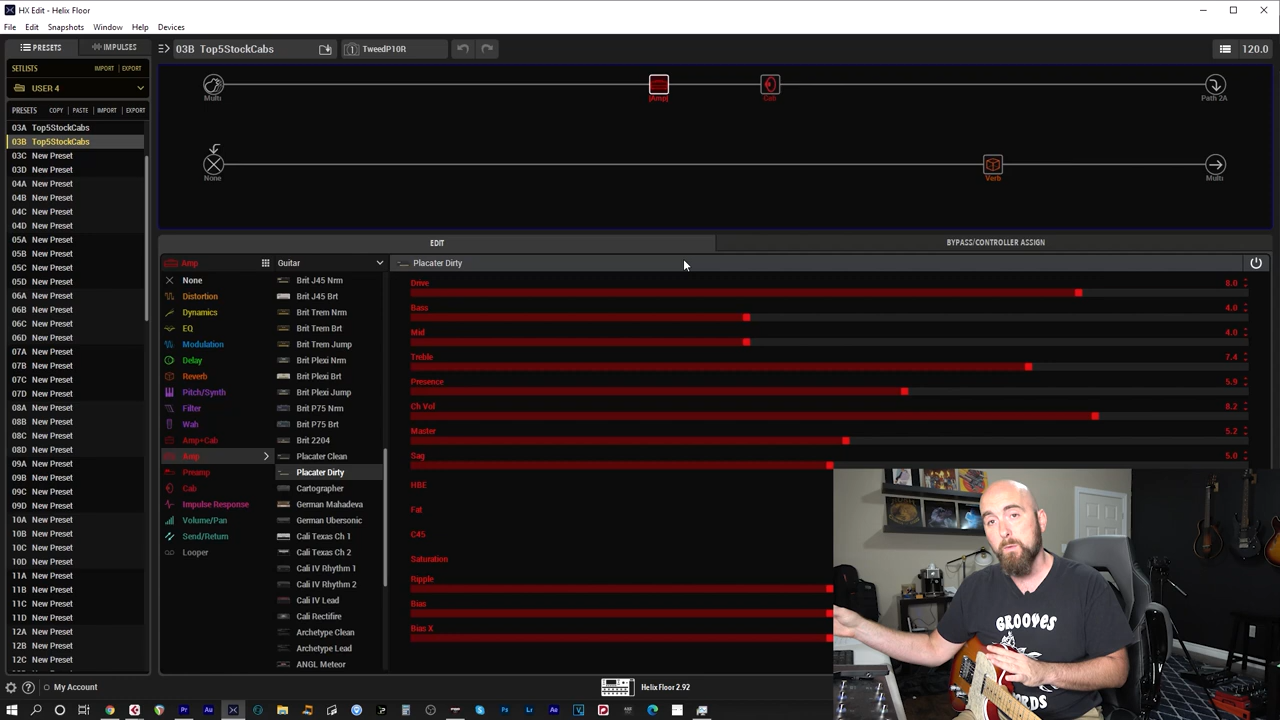 HX Edit - Helix Floor
File Edit Snapshots Window Help Devices
PRESETS IMPULSES
03B Top5StockCabs
1 TweedP10R
120.0
SETLISTS IMPORT EXPORT
USER 4
PRESETS COPY PASTE IMPORT EXPORT
03A Top5StockCabs
03B Top5StockCabs
03C New Preset
03D New Preset
04A New Preset
04B New Preset
04C New Preset
04D New Preset
05A New Preset
05B New Preset
05C New Preset
05D New Preset
06A New Preset
06B New Preset
06C New Preset
06D New Preset
07A New Preset
07B New Preset
07C New Preset
07D New Preset
08A New Preset
08B New Preset
08C New Preset
08D New Preset
09A New Preset
09B New Preset
09C New Preset
09D New Preset
10A New Preset
10B New Preset
10C New Preset
10D New Preset
11A New Preset
11B New Preset
11C New Preset
11D New Preset
12A New Preset
12B New Preset
12C New Preset
My Account
Multi
[Amp]
Cab
Path 2A
None
Verb
Multi
EDIT
BYPASS/CONTROLLER ASSIGN
Amp
None
Distortion
Dynamics
EQ
Modulation
Delay
Reverb
Pitch/Synth
Filter
Wah
Amp+Cab
Amp
Preamp
Cab
Impulse Response
Volume/Pan
Send/Return
Looper
Guitar
Brit J45 Nrm
Brit J45 Brt
Brit Trem Nrm
Brit Trem Brt
Brit Trem Jump
Brit Plexi Nrm
Brit Plexi Brt
Brit Plexi Jump
Brit P75 Nrm
Brit P75 Brt
Brit 2204
Placater Clean
Placater Dirty
Cartographer
German Mahadeva
German Ubersonic
Cali Texas Ch 1
Cali Texas Ch 2
Cali IV Rhythm 1
Cali IV Rhythm 2
Cali IV Lead
Cali Rectifire
Archetype Clean
Archetype Lead
ANGL Meteor
Placater Dirty
Drive 8.0
Bass 4.0
Mid 4.0
Treble 7.4
Presence 5.9
Ch Vol 8.2
Master 5.2
Sag 5.0
HBE
Fat
C45
Saturation
Ripple
Bias
Bias X
Helix Floor 2.92
GROOVES